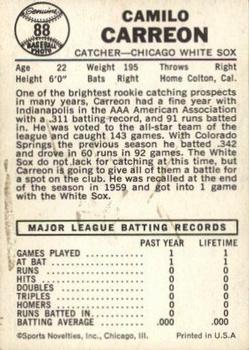 Genuine
88
BASEBALL
PHOTO
CAMILO
CARREON
CATCHER—CHICAGO WHITE SOX
Age 22 Weight 195 Throws Right
Height 6'0" Bats Right Home Colton, Cal.
One of the brightest rookie catching prospects
in many years, Carreon had a fine year with
Indianapolis in the AAA American Association
with a .311 batting record, and 91 runs batted
in. He was voted to the all-star team of the
league and caught 143 games. With Colorado
Springs the season previous, he batted .342
and drove in 60 runs in 92 games. The White
Sox do not lack for catching at this time, but
Carreon is going to give all of them a battle for
a spot on the club. He was recalled at the end
of the season in 1959 and got into 1 game
with the White Sox.
MAJOR LEAGUE BATTING RECORDS
PAST YEAR LIFETIME
GAMES PLAYED 1 1
AT BAT 1 1
RUNS 0 0
HITS 0 0
DOUBLES 0 0
TRIPLES 0 0
HOMERS 0 0
RUNS BATTED IN 0 0
BATTING AVERAGE .000 .000
©Sports Novelties, Inc., Chicago, Ill. Printed in U.S.A